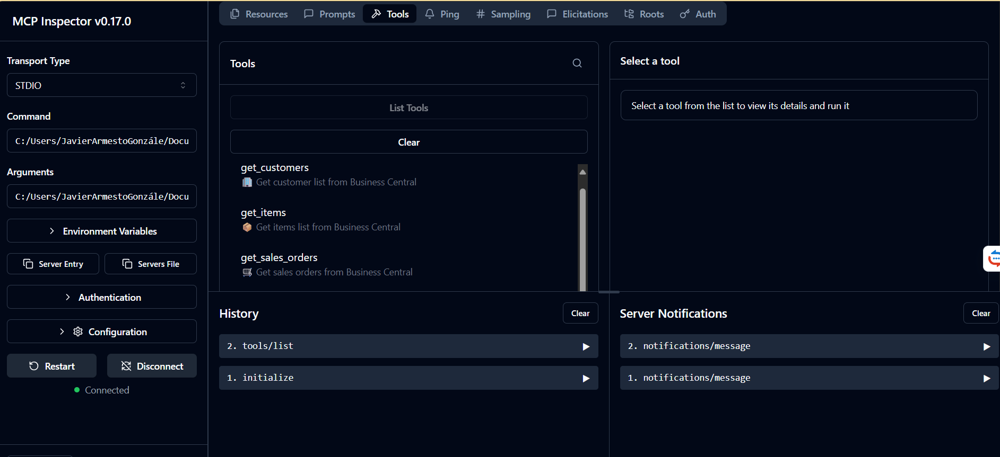 MCP Inspector v0.17.0
Transport Type
STDIO
Command
C:/Users/JavierArmestoGonzále/Docu
Arguments
C:/Users/JavierArmestoGonzále/Docu
Environment Variables
Server Entry
Servers File
Authentication
Configuration
Restart
Disconnect
Connected
Resources
Prompts
Tools
Ping
Sampling
Elicitations
Roots
Auth
Tools
List Tools
Clear
get_customers
Get customer list from Business Central
get_items
Get items list from Business Central
get_sales_orders
Get sales orders from Business Central
Select a tool
Select a tool from the list to view its details and run it
History
Clear
2. tools/list
1. initialize
Server Notifications
Clear
2. notifications/message
1. notifications/message